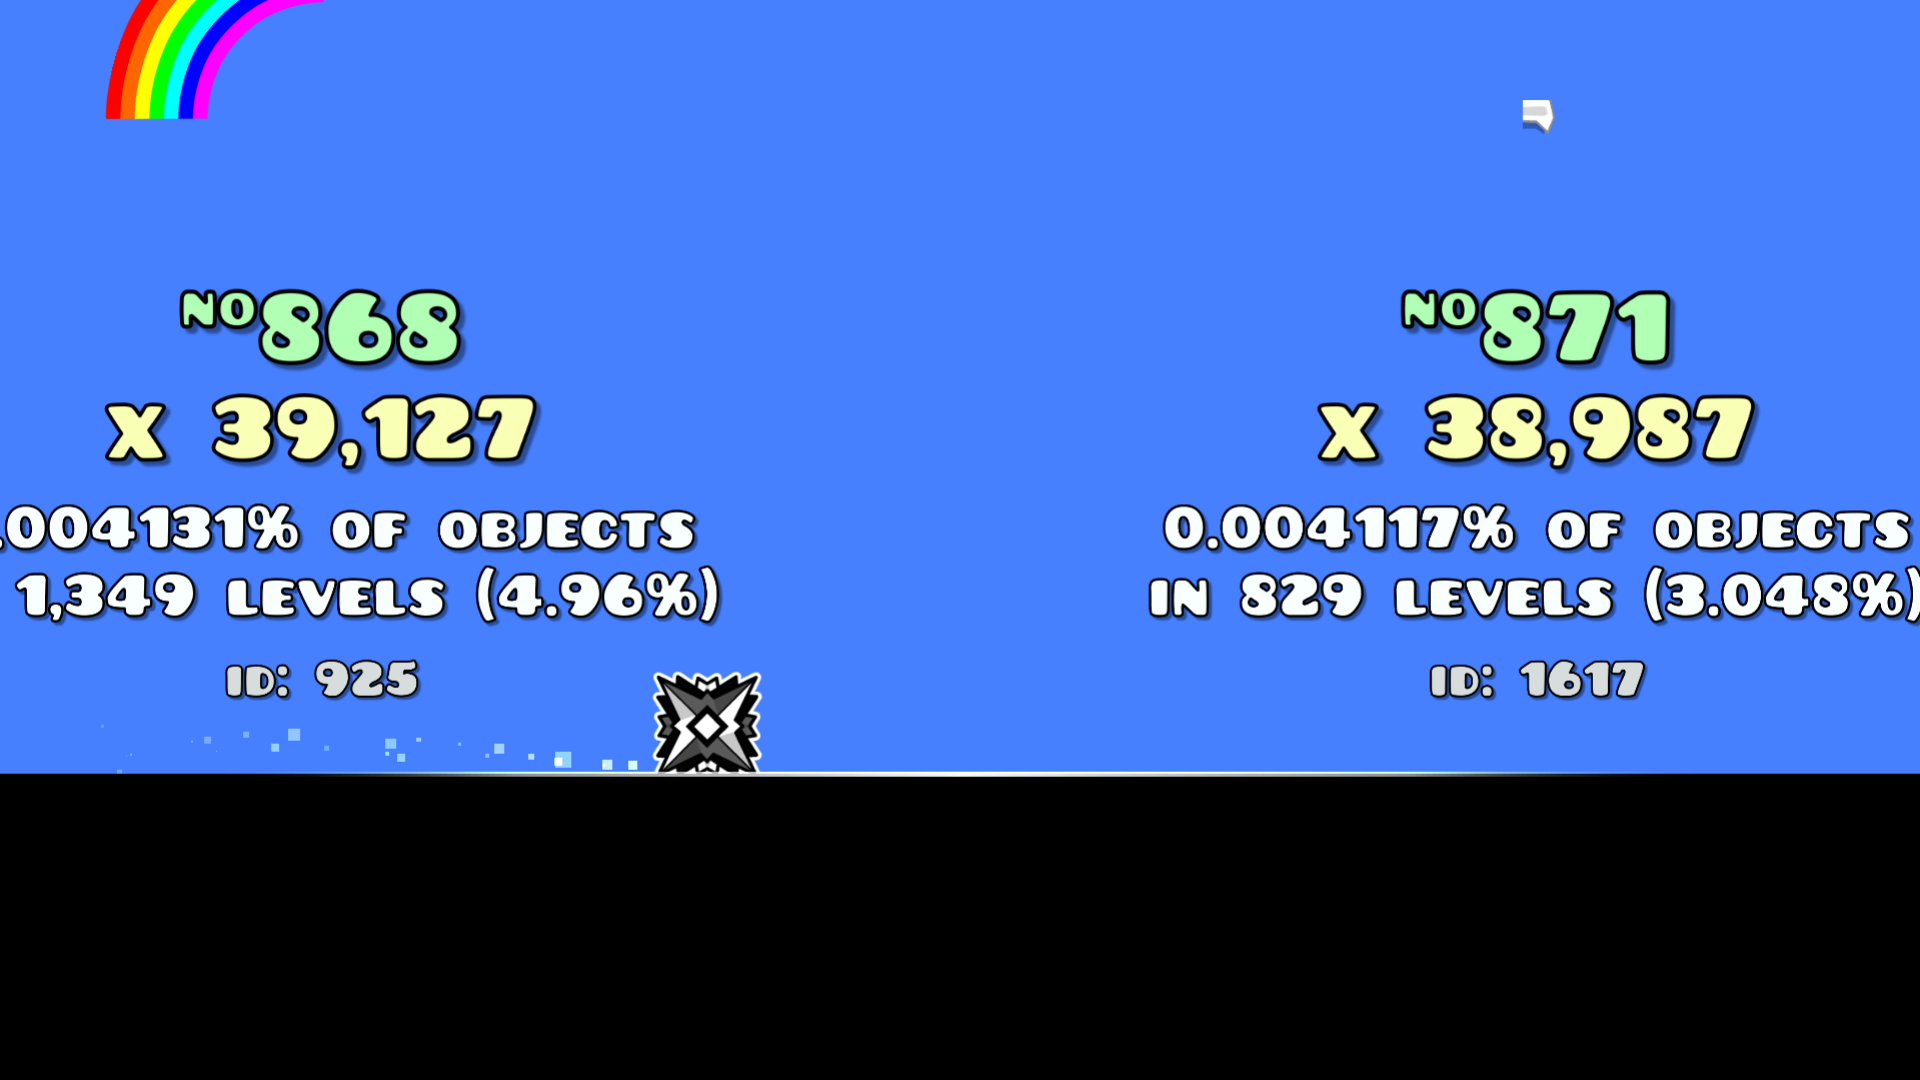 NO868
x 39,127
.004131% OF OBJECTS
1,349 LEVELS (4.96%)
ID: 925
NO871
x 38,987
0.004117% OF OBJECTS
IN 829 LEVELS (3.048%)
ID: 1617